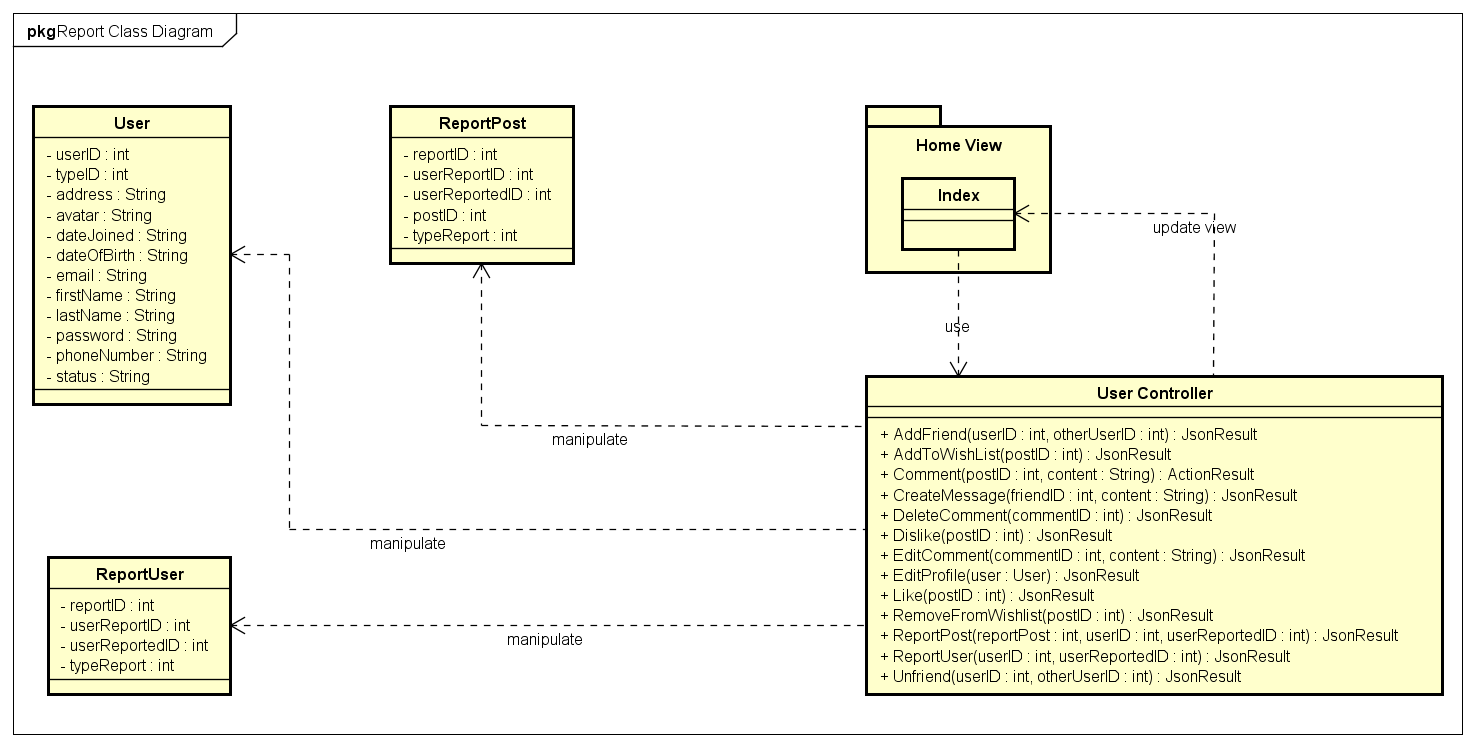 pkg Report Class Diagram
User
- userID : int
- typeID : int
- address : String
- avatar : String
- dateJoined : String
- dateOfBirth : String
- email : String
- firstName : String
- lastName : String
- password : String
- phoneNumber : String
- status : String
ReportPost
- reportID : int
- userReportID : int
- userReportedID : int
- postID : int
- typeReport : int
Home View
Index
update view
use
User Controller
+ AddFriend(userID : int, otherUserID : int) : JsonResult
+ AddToWishList(postID : int) : JsonResult
+ Comment(postID : int, content : String) : ActionResult
+ CreateMessage(friendID : int, content : String) : JsonResult
+ DeleteComment(commentID : int) : JsonResult
+ Dislike(postID : int) : JsonResult
+ EditComment(commentID : int, content : String) : JsonResult
+ EditProfile(user : User) : JsonResult
+ Like(postID : int) : JsonResult
+ RemoveFromWishlist(postID : int) : JsonResult
+ ReportPost(reportPost : int, userID : int, userReportedID : int) : JsonResult
+ ReportUser(userID : int, userReportedID : int) : JsonResult
+ Unfriend(userID : int, otherUserID : int) : JsonResult
manipulate
manipulate
manipulate
ReportUser
- reportID : int
- userReportID : int
- userReportedID : int
- typeReport : int